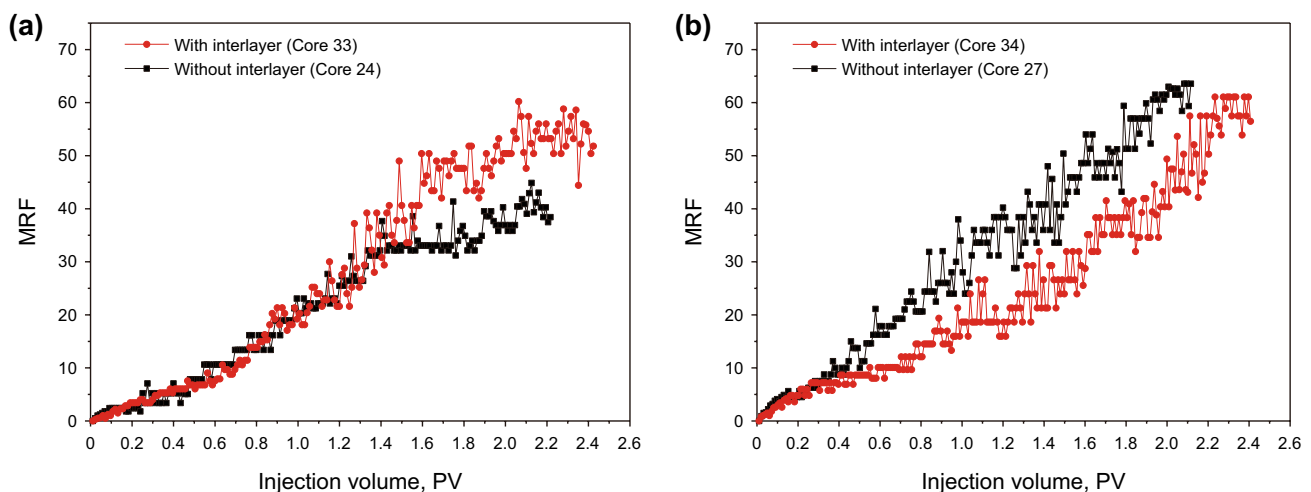 (a)
70
60
50
40
30
20
10
0
MRF
With interlayer (Core 33)
Without interlayer (Core 24)
0 0.2 0.4 0.6 0.8 1.0 1.2 1.4 1.6 1.8 2.0 2.2 2.4 2.6
Injection volume, PV
(b)
70
60
50
40
30
20
10
0
MRF
With interlayer (Core 34)
Without interlayer (Core 27)
0 0.2 0.4 0.6 0.8 1.0 1.2 1.4 1.6 1.8 2.0 2.2 2.4 2.6
Injection volume, PV